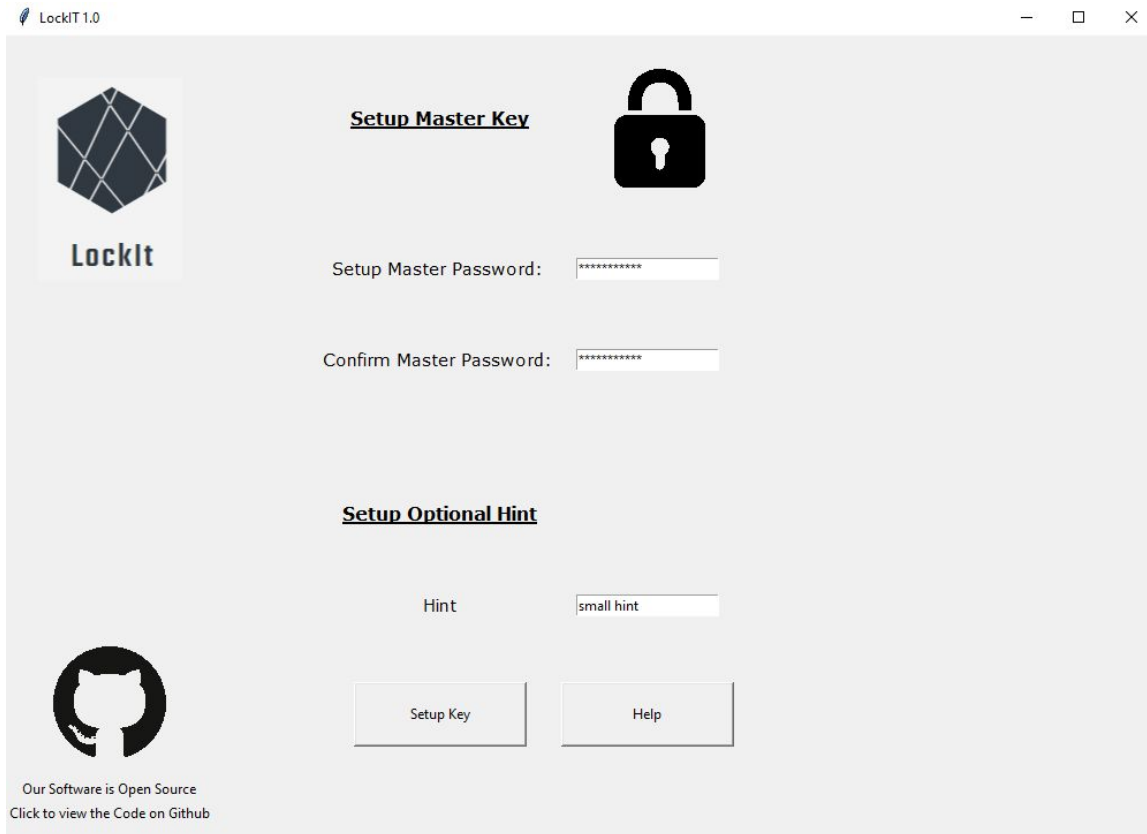 LockIT 1.0
Setup Master Key
LockIt
Setup Master Password:
***********
Confirm Master Password:
***********
Setup Optional Hint
Hint
small hint
Setup Key
Help
Our Software is Open Source
Click to view the Code on Github